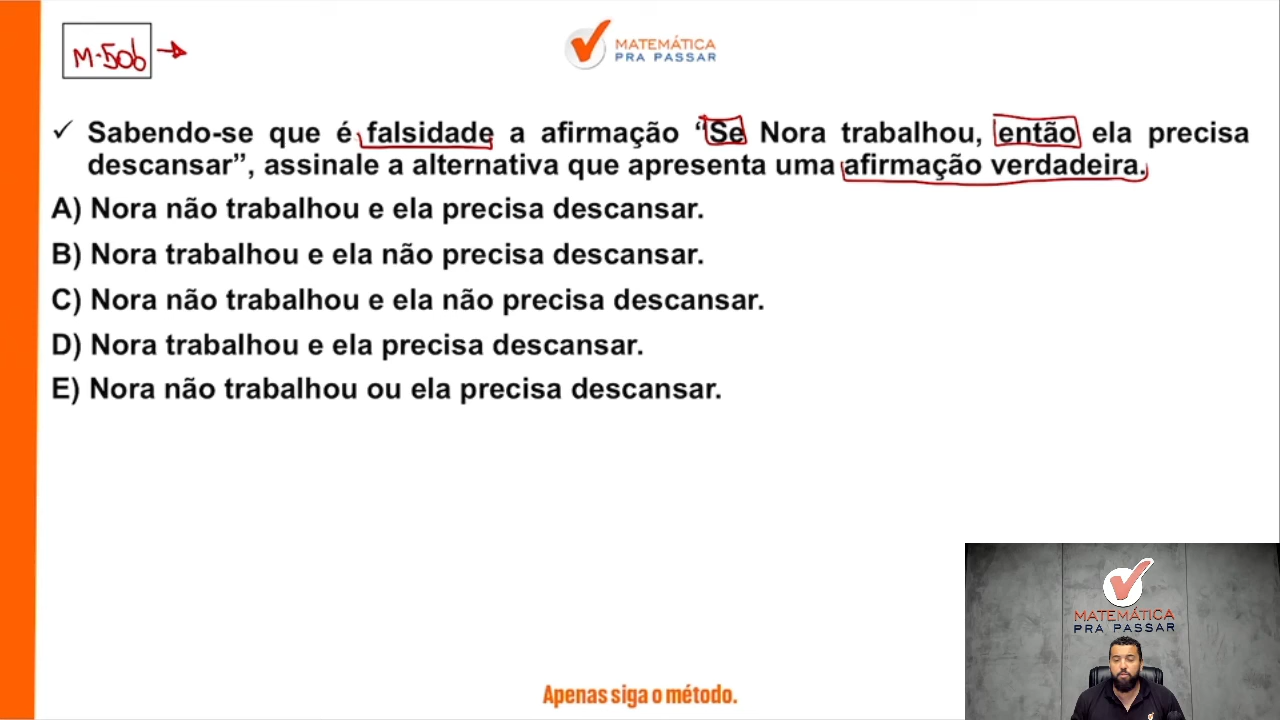 M-506
MATEMÁTICA
PRA PASSAR
✓ Sabendo-se que é falsidade a afirmação “Se Nora trabalhou, então ela precisa
descansar”, assinale a alternativa que apresenta uma afirmação verdadeira.
A) Nora não trabalhou e ela precisa descansar.
B) Nora trabalhou e ela não precisa descansar.
C) Nora não trabalhou e ela não precisa descansar.
D) Nora trabalhou e ela precisa descansar.
E) Nora não trabalhou ou ela precisa descansar.
MATEMÁTICA
PRA PASSAR
Apenas siga o método.